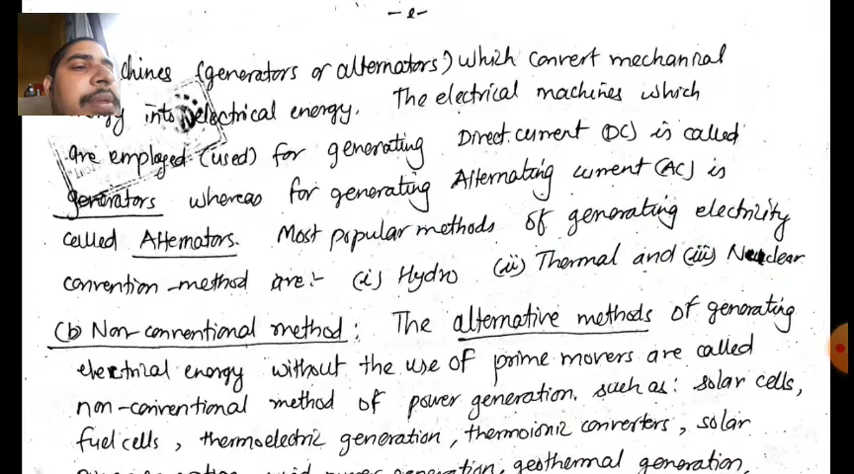 -2-
chines (generators or alternators) which convert mechanical
into electrical energy. The electrical machines which
are employed (used) for generating Direct current (DC) is called
generators whereas for generating Alternating current (AC) is
called Alternators. Most popular methods of generating electricity
convention-method are:- (i) Hydro (ii) Thermal and (iii) Nuclear
(b) Non-conventional method: The alternative methods of generating
electrical energy without the use of prime movers are called
non-conventional method of power generation. such as: solar cells,
fuel cells, thermoelectric generation, thermoionic converters, solar
generation, geothermal generation,